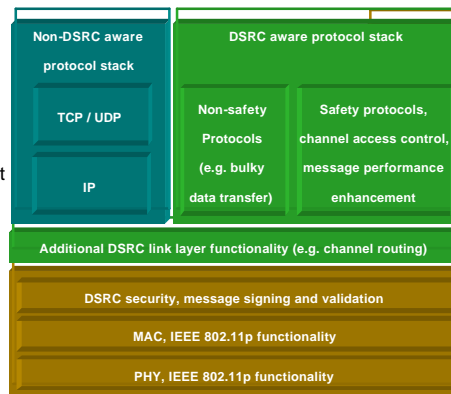 Non-DSRC aware
protocol stack
TCP / UDP
IP
DSRC aware protocol stack
Non-safety
Protocols
(e.g. bulky
data transfer)
Safety protocols,
channel access control,
message performance
enhancement
t
Additional DSRC link layer functionality (e.g. channel routing)
DSRC security, message signing and validation
MAC, IEEE 802.11p functionality
PHY, IEEE 802.11p functionality